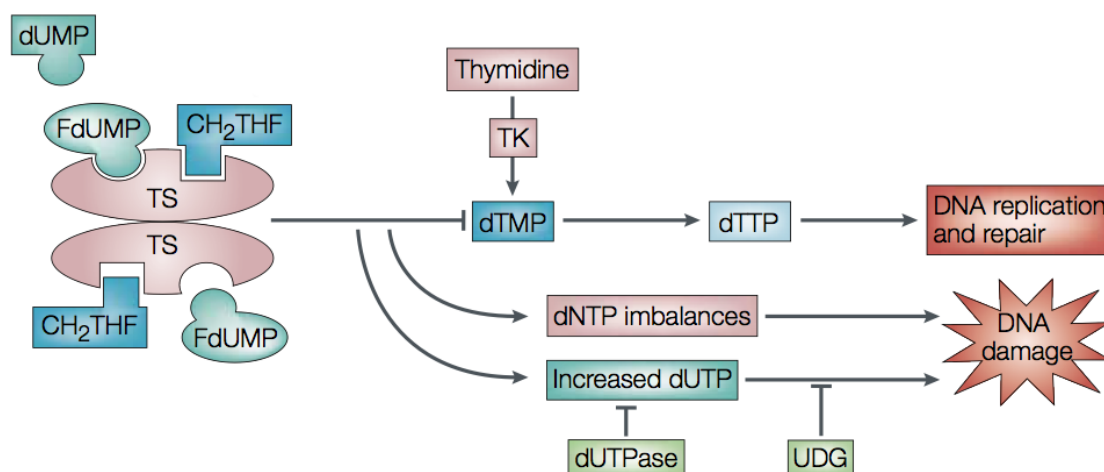 dUMP
Thymidine
FdUMP
CH₂THF
TK
TS
dTMP
dTTP
DNA replication
and repair
TS
CH₂THF
FdUMP
dNTP imbalances
DNA
damage
Increased dUTP
dUTPase
UDG